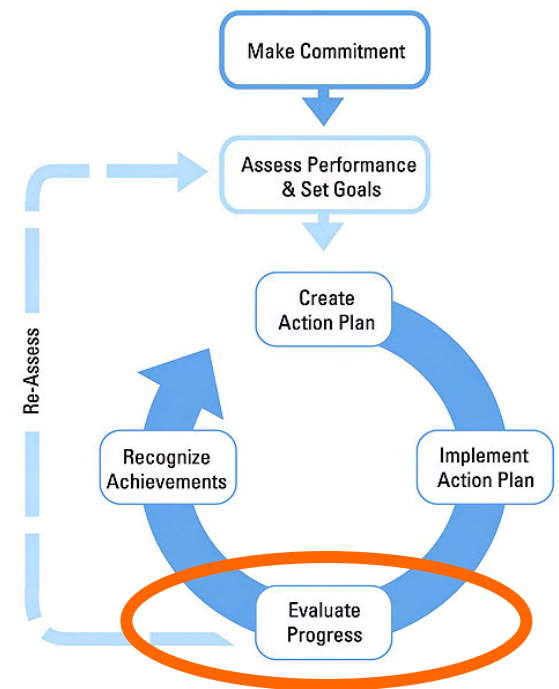 Make Commitment
Assess Performance
& Set Goals
Create
Action Plan
Re-Assess
Recognize
Achievements
Implement
Action Plan
Evaluate
Progress